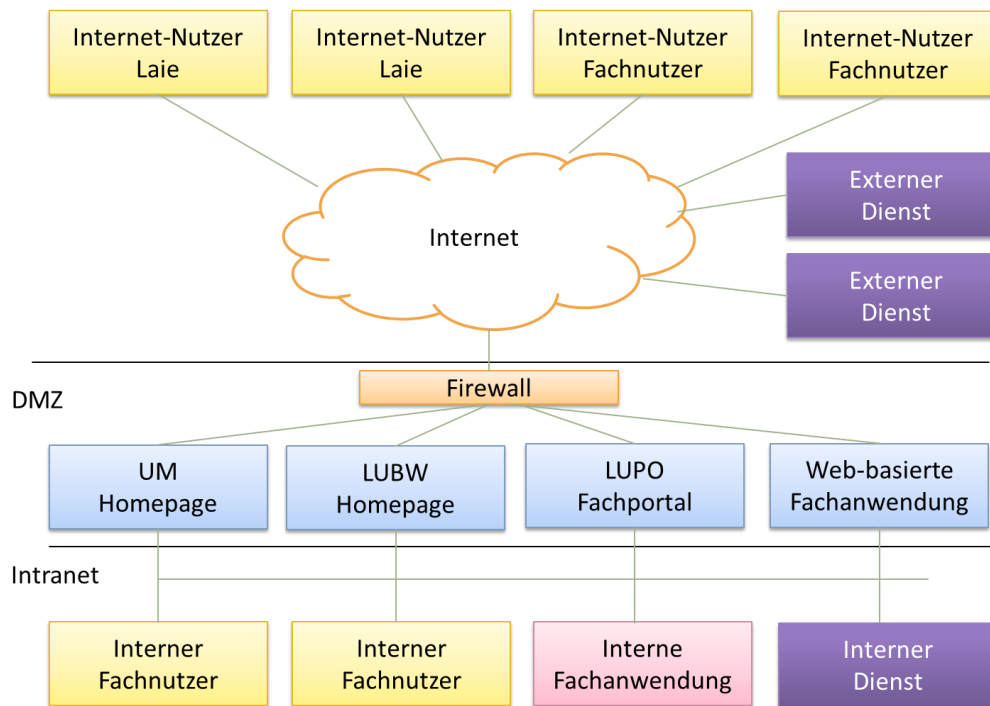 Internet-Nutzer
Laie
Internet-Nutzer
Laie
Internet-Nutzer
Fachnutzer
Internet-Nutzer
Fachnutzer
Externer
Dienst
Internet
Externer
Dienst
Firewall
DMZ
UM
Homepage
LUBW
Homepage
LUPO
Fachportal
Web-basierte
Fachanwendung
Intranet
Interner
Fachnutzer
Interner
Fachnutzer
Interne
Fachanwendung
Interner
Dienst